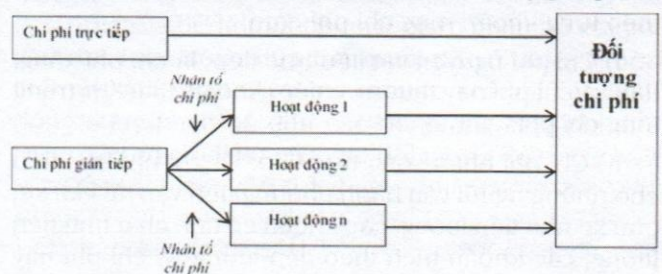 Chi phí trực tiếp
Đối
tượng
chi phí
Nhân tố
chi phí
Hoạt động 1
Chi phí gián tiếp
Hoạt động 2
Hoạt động n
Nhân tố
chi phí